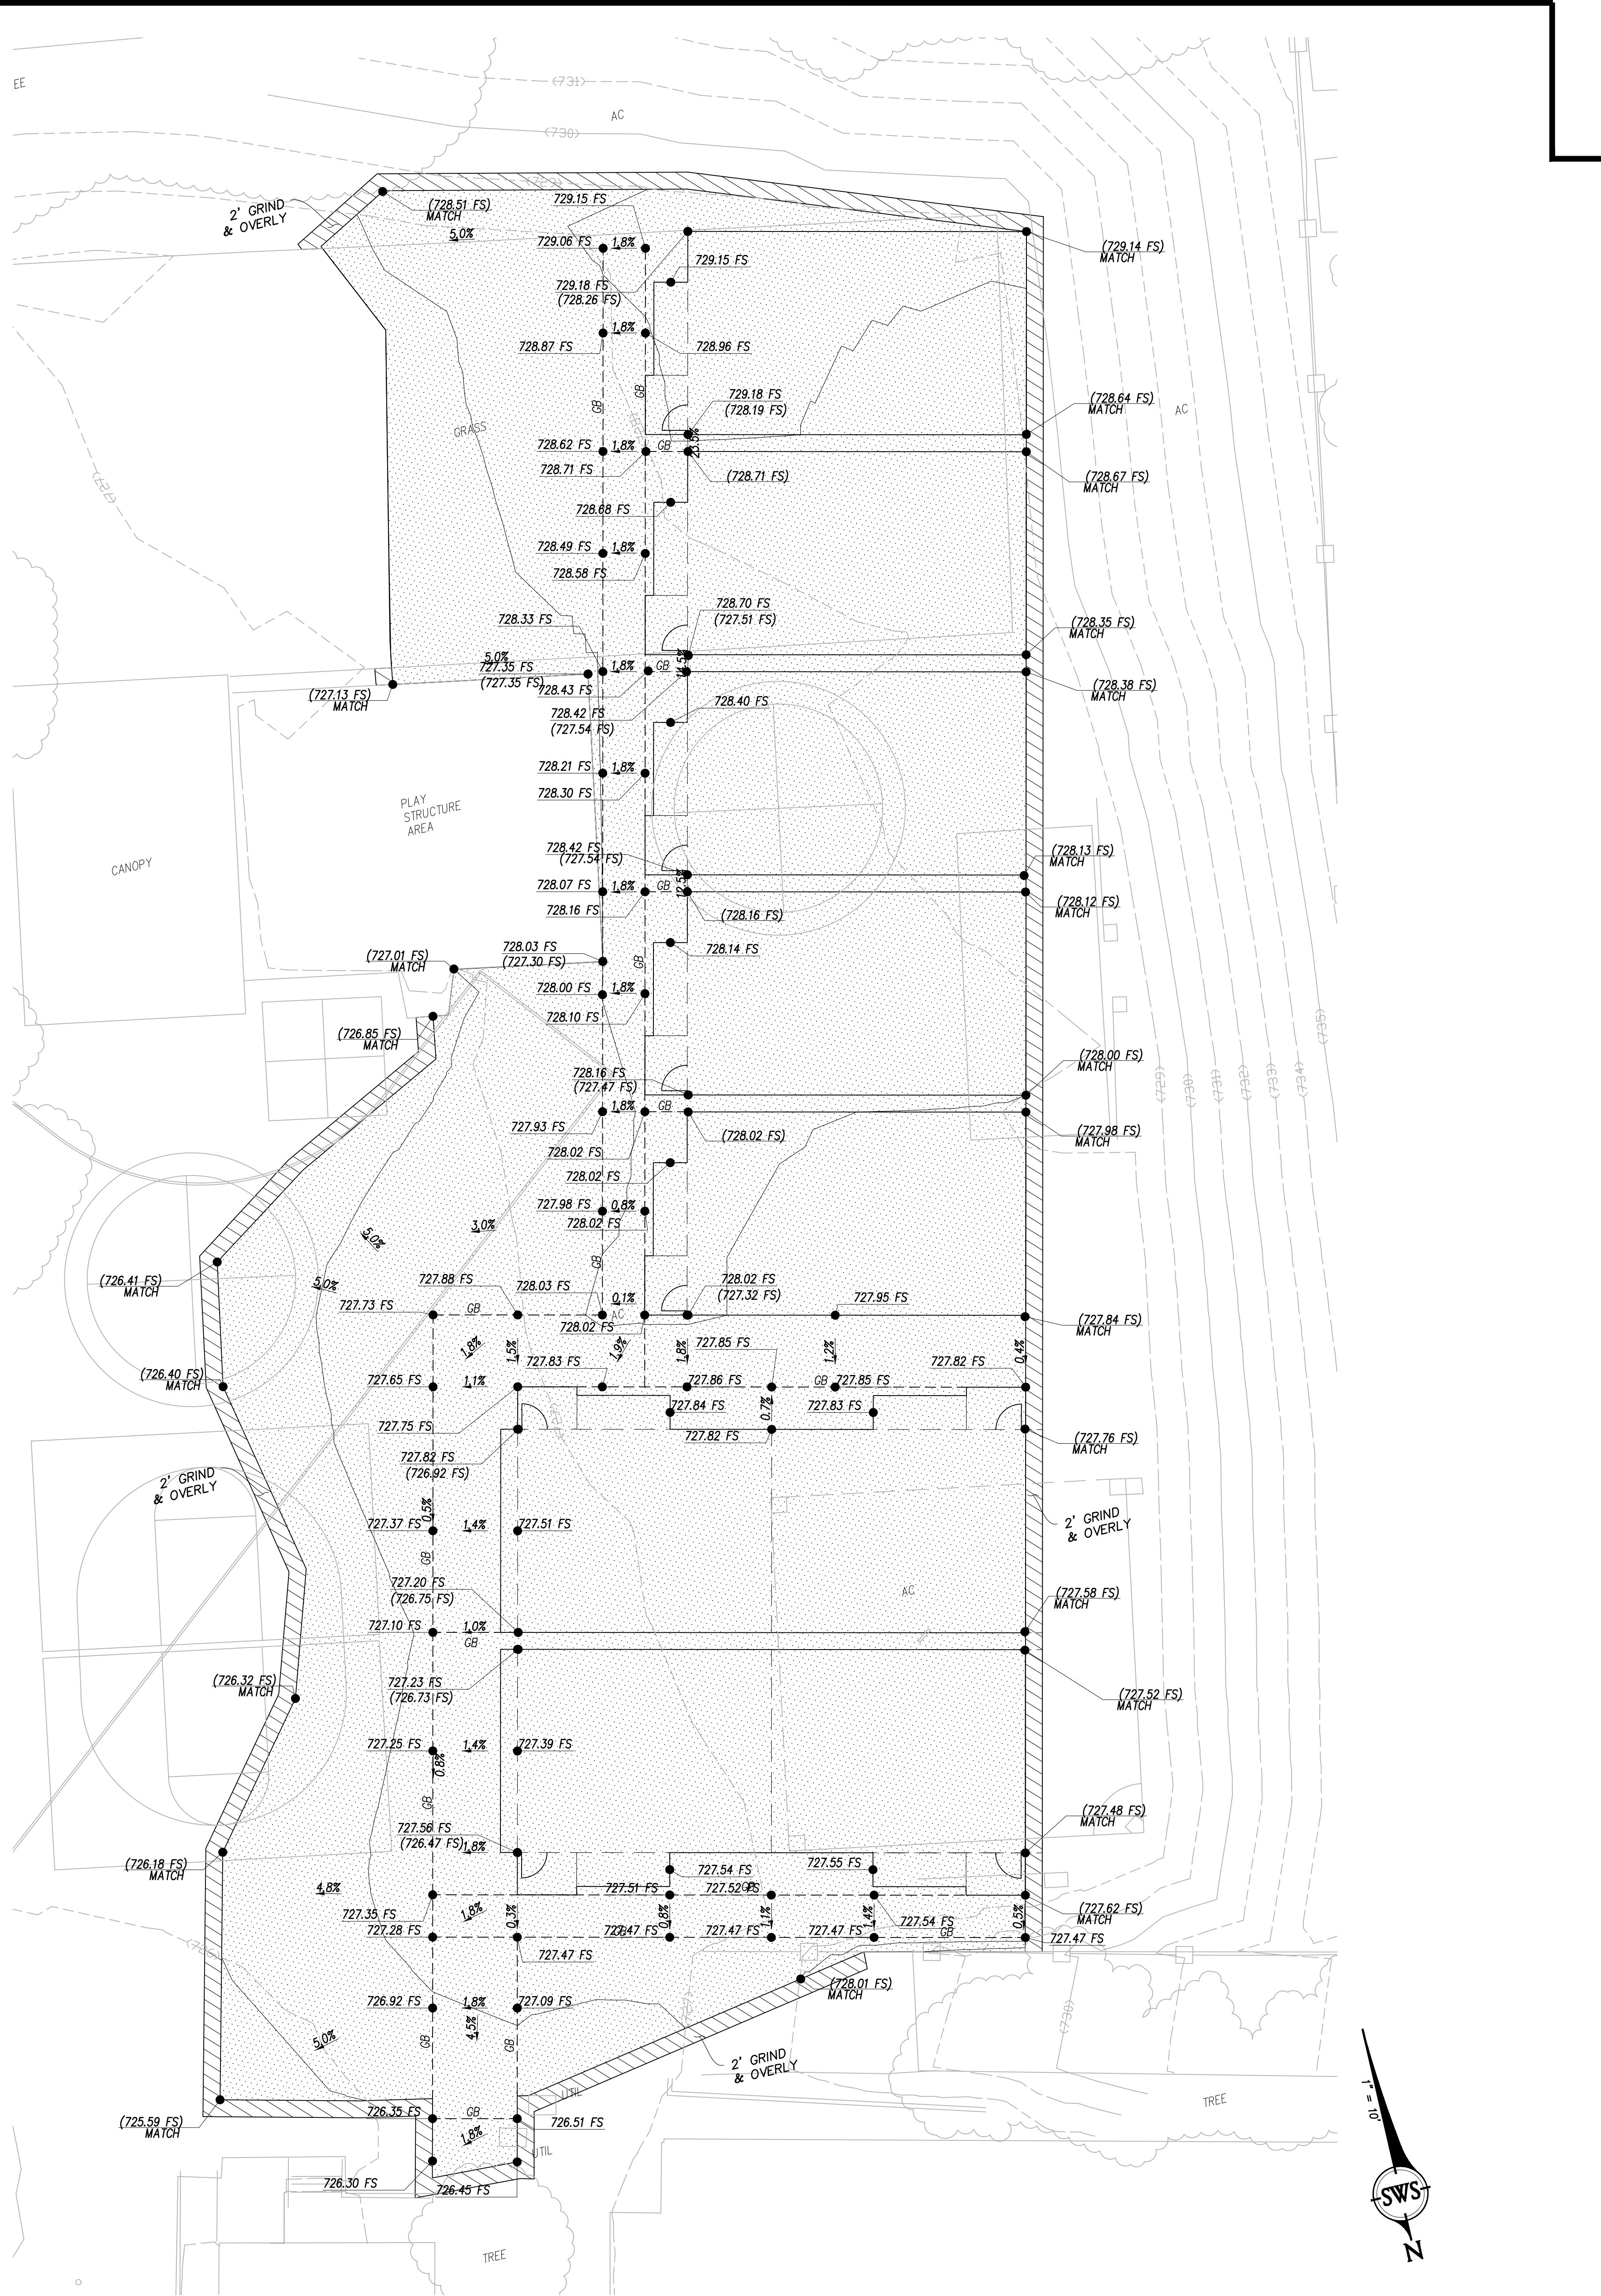 EE
(731)
AC
(730)
2' GRIND
& OVERLY
(728.51 FS)
MATCH
729.15 FS
5.0%
729.06 FS
1.8%
(729.14 FS)
MATCH
729.15 FS
729.18 FS
(728.26 FS)
1.8%
728.87 FS
728.96 FS
GB
GB
729.18 FS
(728.19 FS)
(728.64 FS)
MATCH
AC
GRASS
728.62 FS
1.8%
GB
728.71 FS
(728.71 FS)
(728.67 FS)
MATCH
(727)
728.68 FS
728.49 FS
1.8%
728.58 FS
728.70 FS
(727.51 FS)
728.33 FS
(728.35 FS)
MATCH
5.0%
727.35 FS
(727.35 FS)
1.8%
GB
728.43 FS
(727.13 FS)
MATCH
(728.38 FS)
MATCH
728.42 FS
(727.54 FS)
728.40 FS
728.21 FS
1.8%
728.30 FS
PLAY
STRUCTURE
AREA
CANOPY
728.42 FS
(727.54 FS)
(728.13 FS)
MATCH
728.07 FS
1.8%
GB
12.5%
728.16 FS
(728.16 FS)
(728.12 FS)
MATCH
728.03 FS
(727.30 FS)
728.14 FS
(727.01 FS)
MATCH
GB
728.00 FS
1.8%
728.10 FS
(726.85 FS)
MATCH
(735)
(728.00 FS)
MATCH
(729)
(730)
(731)
(732)
(733)
(734)
728.16 FS
(727.47 FS)
1.8%
GB
727.93 FS
(728.02 FS)
(727.98 FS)
MATCH
728.02 FS
728.02 FS
727.98 FS
0.8%
728.02 FS
3.0%
5.0%
GB
(726.41 FS)
MATCH
5.0%
727.88 FS
728.03 FS
728.02 FS
(727.32 FS)
727.95 FS
727.73 FS
GB
0.1%
AC
728.02 FS
(727.84 FS)
MATCH
1.8%
1.5%
1.9%
1.8%
727.85 FS
1.2%
0.4%
727.83 FS
727.82 FS
(726.40 FS)
MATCH
727.65 FS
1.1%
727.86 FS
GB
727.85 FS
727.75 FS
727.84 FS
0.7%
727.83 FS
727.82 FS
(727.76 FS)
MATCH
727.82 FS
(726.92 FS)
2' GRIND
& OVERLY
0.5%
727.37 FS
1.4%
727.51 FS
2' GRIND
& OVERLY
GB
727.20 FS
(726.75 FS)
AC
(727.58 FS)
MATCH
727.10 FS
1.0%
GB
(726.32 FS)
MATCH
727.23 FS
(726.73 FS)
(727.52 FS)
MATCH
727.25 FS
1.4%
727.39 FS
0.8%
GB
(727.48 FS)
MATCH
727.56 FS
(726.47 FS)
1.8%
(726.18 FS)
MATCH
727.54 FS
727.55 FS
4.8%
727.51 FS
727.52 FS
GB
727.35 FS
1.8%
0.3%
0.8%
1.1%
1.4%
727.54 FS
0.5%
(727.62 FS)
MATCH
727.28 FS
727.47 FS
GB
727.47 FS
727.47 FS
GB
727.47 FS
727.47 FS
(728.01 FS)
MATCH
726.92 FS
1.8%
727.09 FS
(730)
4.5%
5.0%
GB
GB
2' GRIND
& OVERLY
UTIL
TREE
(725.59 FS)
MATCH
726.35 FS
GB
726.51 FS
1.8%
UTIL
726.30 FS
726.45 FS
TREE
1" = 10'
SWS
N